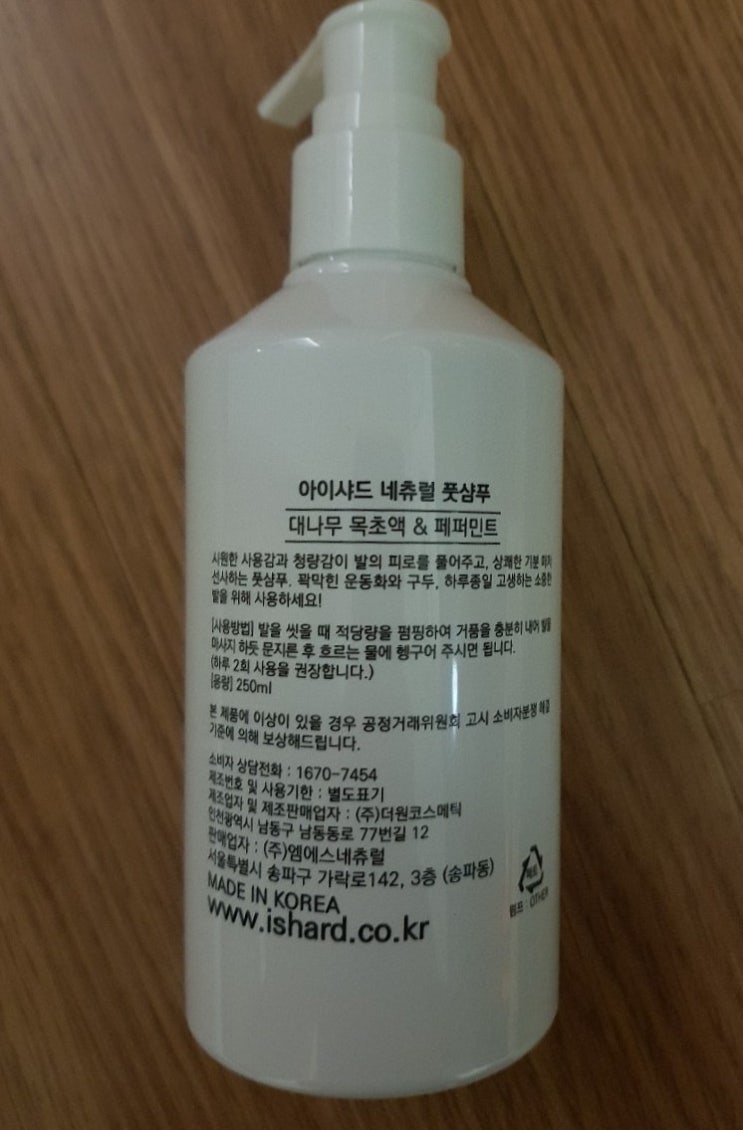 아이샤드 네츄럴 풋샴푸
대나무 목초액 & 페퍼민트
시원한 사용감과 청량감이 발의 피로를 풀어주고, 상쾌한 기분 마저
선사하는 풋샴푸. 꽉막힌 운동화와 구두, 하루종일 고생하는 소중한
발을 위해 사용하세요!
[사용방법] 발을 씻을 때 적당량을 펌핑하여 거품을 충분히 내어 발을
마사지 하듯 문지른 후 흐르는 물에 헹구어 주시면 됩니다.
(하루 2회 사용을 권장합니다.)
[용량] 250ml
본 제품에 이상이 있을 경우 공정거래위원회 고시 소비자분쟁 해결
기준에 의해 보상해드립니다.
소비자 상담전화 : 1670-7454
제조번호 및 사용기한 : 별도표기
제조업자 및 제조판매업자 : (주)더원코스메틱
인천광역시 남동구 남동동로 77번길 12
판매업자 : (주)엠에스네츄럴
서울특별시 송파구 가락로142, 3층 (송파동)
MADE IN KOREA
www.ishard.co.kr
펌프 : OTHER